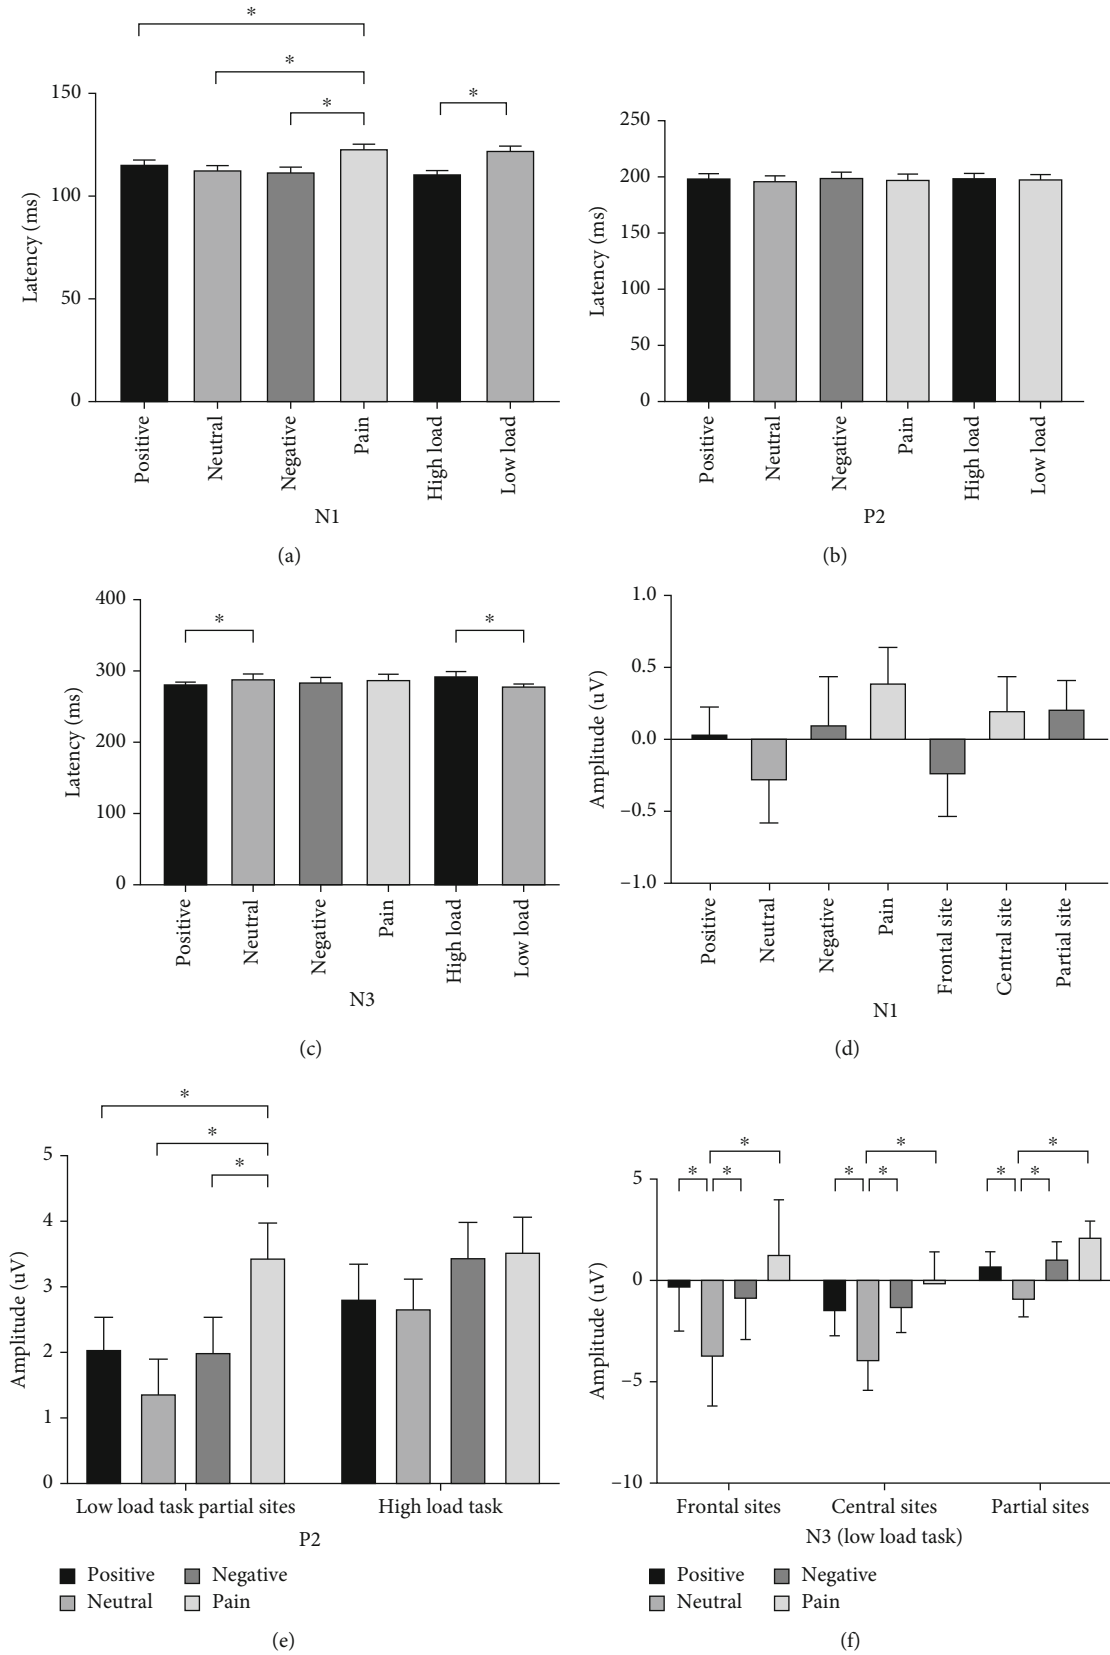 *
*
*
*
150
100
50
0
Latency (ms)
Positive
Neutral
Negative
Pain
High load
Low load
N1
(a)
250
200
150
100
50
0
Latency (ms)
Positive
Neutral
Negative
Pain
High load
Low load
P2
(b)
400
300
200
100
0
Latency (ms)
*
*
Positive
Neutral
Negative
Pain
High load
Low load
N3
(c)
1.0
0.5
0.0
−0.5
−1.0
Amplitude (uV)
Positive
Neutral
Negative
Pain
Frontal site
Central site
Partial site
N1
(d)
*
*
*
5
4
3
2
1
0
Amplitude (uV)
Low load task partial sites
High load task
P2
Positive
Negative
Neutral
Pain
(e)
*
*
*
*
*
*
*
*
*
5
0
−5
−10
Amplitude (uV)
Frontal sites
Central sites
Partial sites
N3 (low load task)
Positive
Negative
Neutral
Pain
(f)